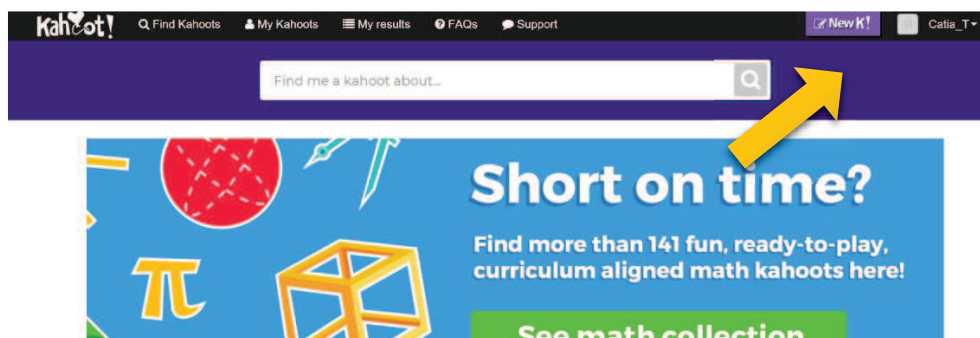 Kahoot! Find Kahoots My Kahoots My results FAQs Support New K! Catia_T
Find me a kahoot about...
Short on time?
Find more than 141 fun, ready-to-play,
curriculum aligned math kahoots here!
π
See math collection